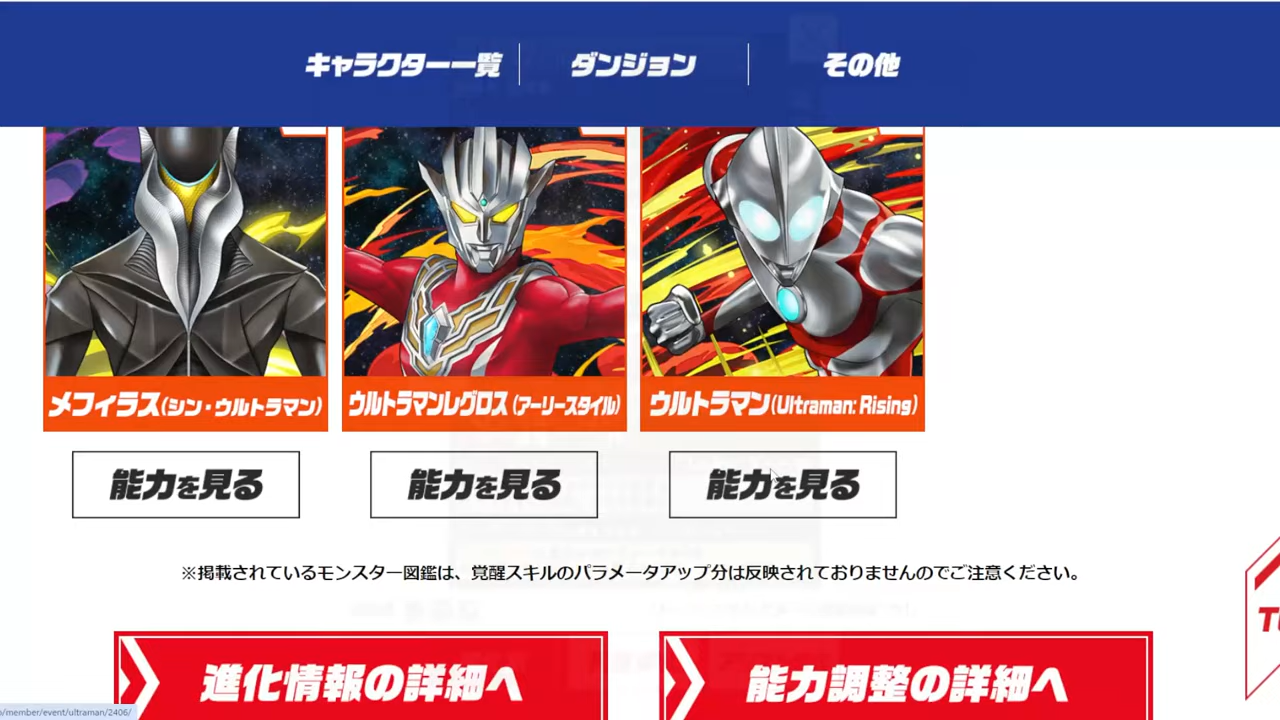 キャラクター一覧
ダンジョン
その他
メフィラス(シン・ウルトラマン)
ウルトラマンレグロス(アーリースタイル)
ウルトラマン(Ultraman: Rising)
能力を見る
能力を見る
能力を見る
※掲載されているモンスター図鑑は、覚醒スキルのパラメータアップ分は反映されておりませんのでご注意ください。
進化情報の詳細へ
能力調整の詳細へ
/member/event/ultraman/2406/